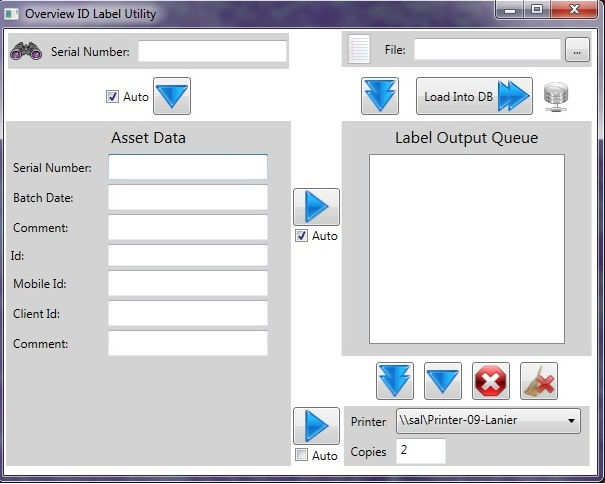 Overview ID Label Utility
Serial Number:
File:
...
Auto
Load Into DB
Asset Data
Label Output Queue
Serial Number:
Batch Date:
Comment:
Auto
Id:
Mobile Id:
Client Id:
Comment:
Printer
\\sal\Printer-09-Lanier
Auto
Copies
2